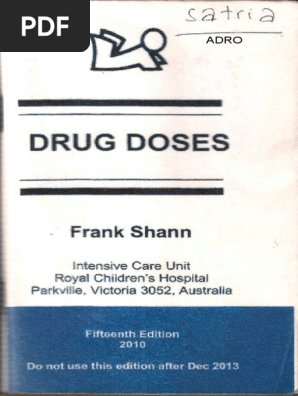 PDF
satria
ADRO
DRUG DOSES
Frank Shann
Intensive Care Unit
Royal Children's Hospital
Parkville, Victoria 3052, Australia
Fifteenth Edition
2010
Do not use this edition after Dec 2013